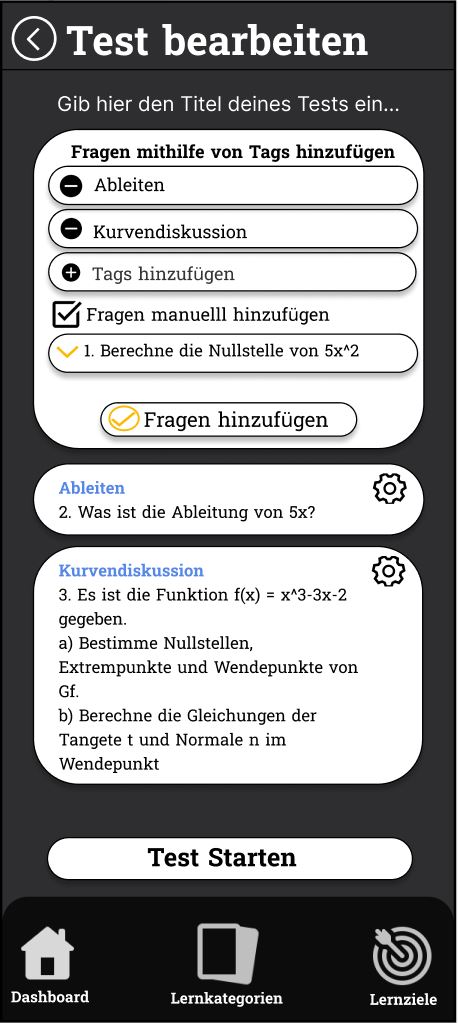 Test bearbeiten
Gib hier den Titel deines Tests ein...
Fragen mithilfe von Tags hinzufügen
Ableiten
Kurvendiskussion
Tags hinzufügen
Fragen manuelll hinzufügen
1. Berechne die Nullstelle von 5x^2
Fragen hinzufügen
Ableiten
2. Was ist die Ableitung von 5x?
Kurvendiskussion
3. Es ist die Funktion f(x) = x^3-3x-2
gegeben.
a) Bestimme Nullstellen,
Extrempunkte und Wendepunkte von
Gf.
b) Berechne die Gleichungen der
Tangete t und Normale n im
Wendepunkt
Test Starten
Dashboard
Lernkategorien
Lernziele